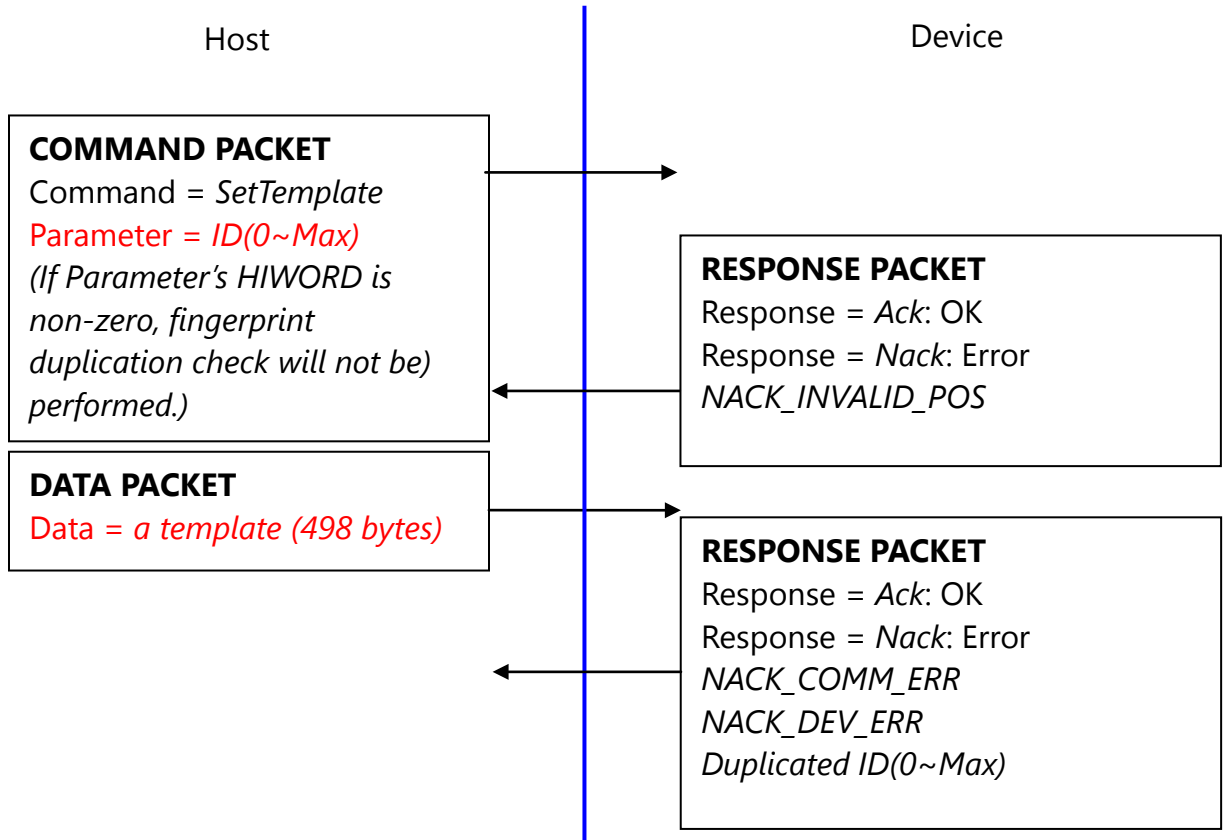 Host
Device
COMMAND PACKET
Command = SetTemplate
Parameter = ID(0~Max)
(If Parameter's HIWORD is
non-zero, fingerprint
duplication check will not be)
performed.)
RESPONSE PACKET
Response = Ack: OK
Response = Nack: Error
NACK_INVALID_POS
DATA PACKET
Data = a template (498 bytes)
RESPONSE PACKET
Response = Ack: OK
Response = Nack: Error
NACK_COMM_ERR
NACK_DEV_ERR
Duplicated ID(0~Max)